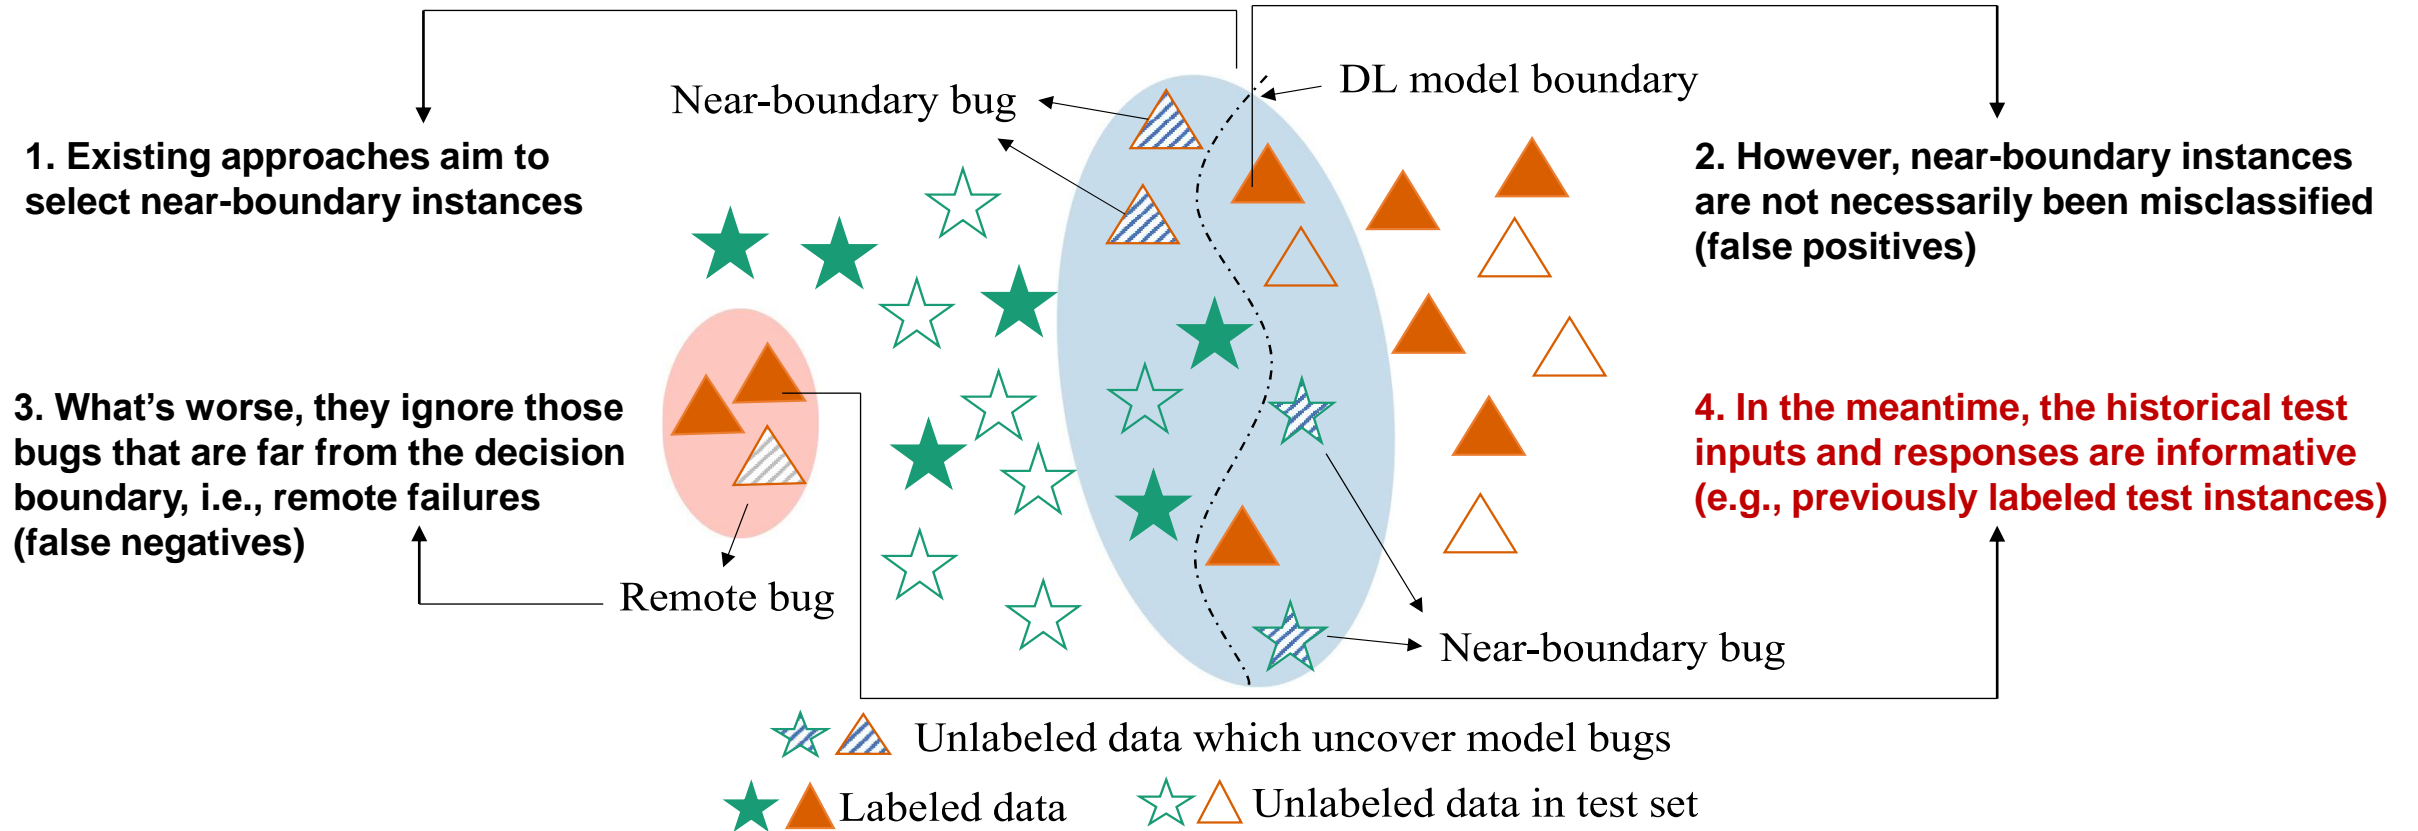 Near-boundary bug
DL model boundary
1. Existing approaches aim to
select near-boundary instances
2. However, near-boundary instances
are not necessarily been misclassified
(false positives)
3. What’s worse, they ignore those
bugs that are far from the decision
boundary, i.e., remote failures
(false negatives)
4. In the meantime, the historical test
inputs and responses are informative
(e.g., previously labeled test instances)
Remote bug
Near-boundary bug
Unlabeled data which uncover model bugs
Labeled data
Unlabeled data in test set